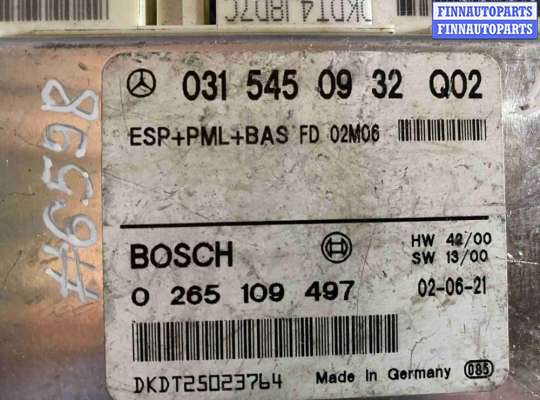 FINNAUTOPARTS
FINNAUTOPARTS
#6598
031 545 09 32 Q02
ESP+PML+BAS FD 02M06
BOSCH
HW 42/00
SW 13/00
0 265 109 497
02-06-21
DKDT25023764
Made in Germany 085